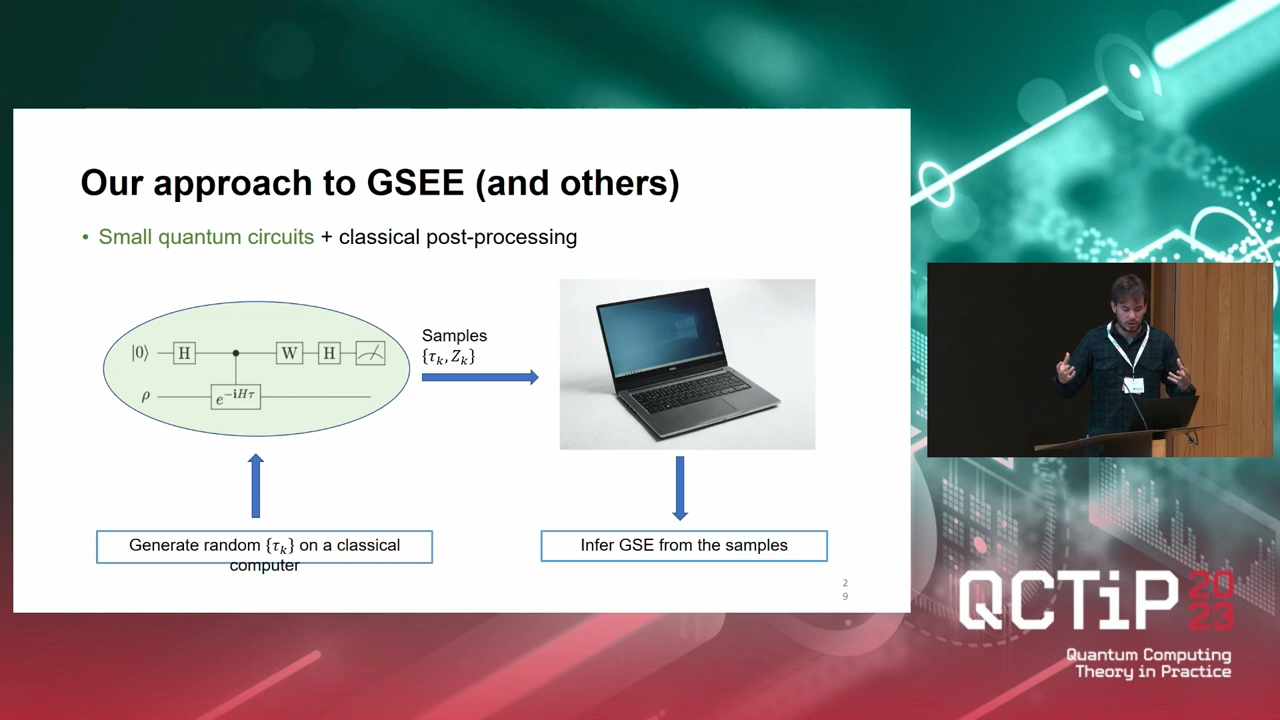 Our approach to GSEE (and others)
• Small quantum circuits + classical post-processing
|0⟩ H W H
ρ e^{−iHτ}
Samples
{τ_k, Z_k}
Generate random {τ_k} on a classical
computer
Infer GSE from the samples
2
9
QCTiP 20
23
Quantum Computing
Theory in Practice